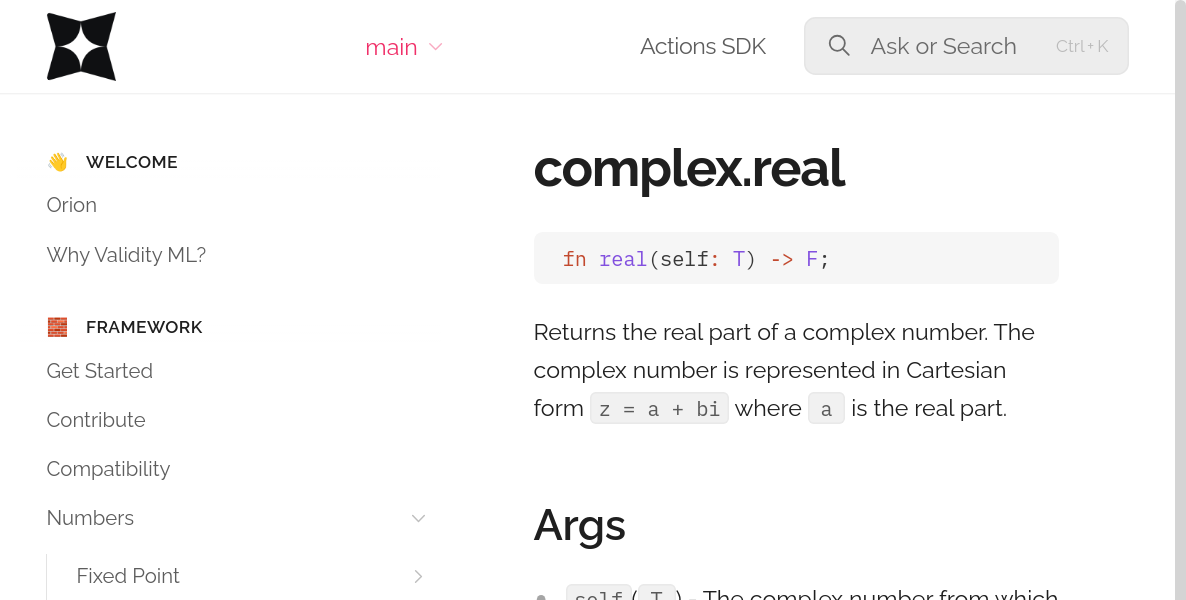 main
Actions SDK
Ask or Search
Ctrl + K
WELCOME
Orion
Why Validity ML?
FRAMEWORK
Get Started
Contribute
Compatibility
Numbers
Fixed Point
complex.real
fn real(self: T) -> F;
Returns the real part of a complex number. The
complex number is represented in Cartesian
form z = a + bi where a is the real part.
Args
self(T) - The complex number from which